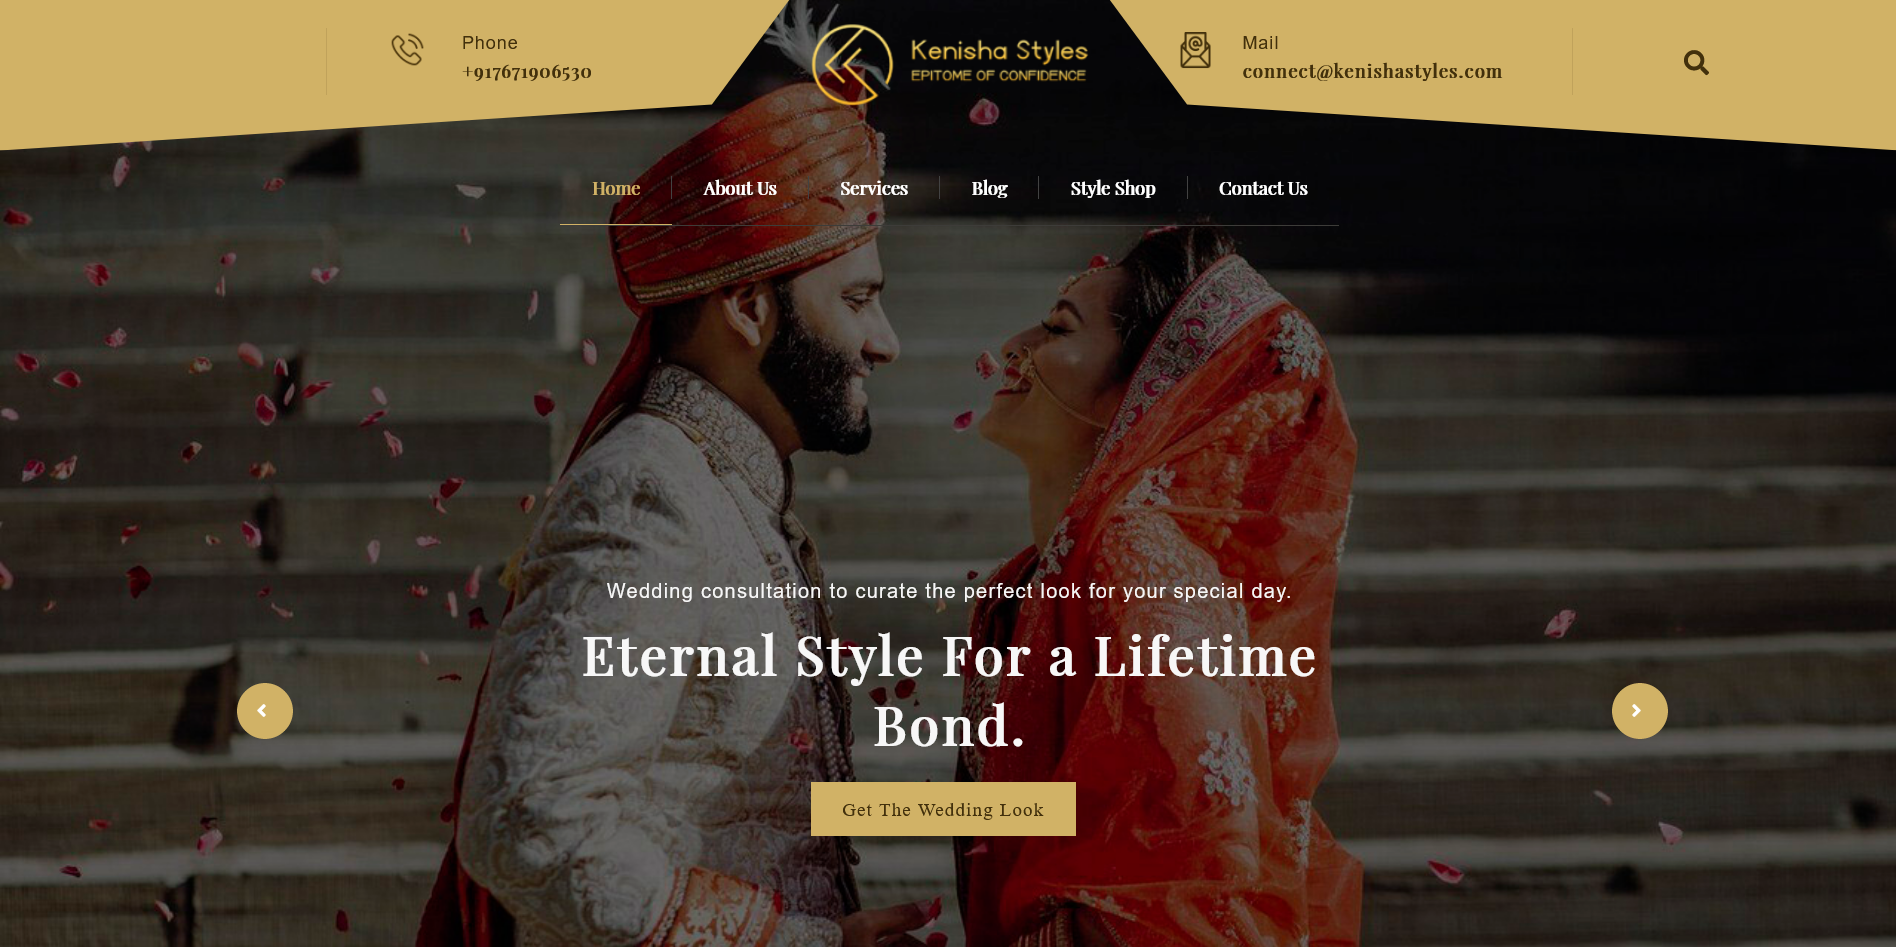 Phone
+917671906530
Kenisha Styles
EPITOME OF CONFIDENCE
Mail
connect@kenishastyles.com
Home
About Us
Services
Blog
Style Shop
Contact Us
Wedding consultation to curate the perfect look for your special day.
Eternal Style For a Lifetime
Bond.
Get The Wedding Look